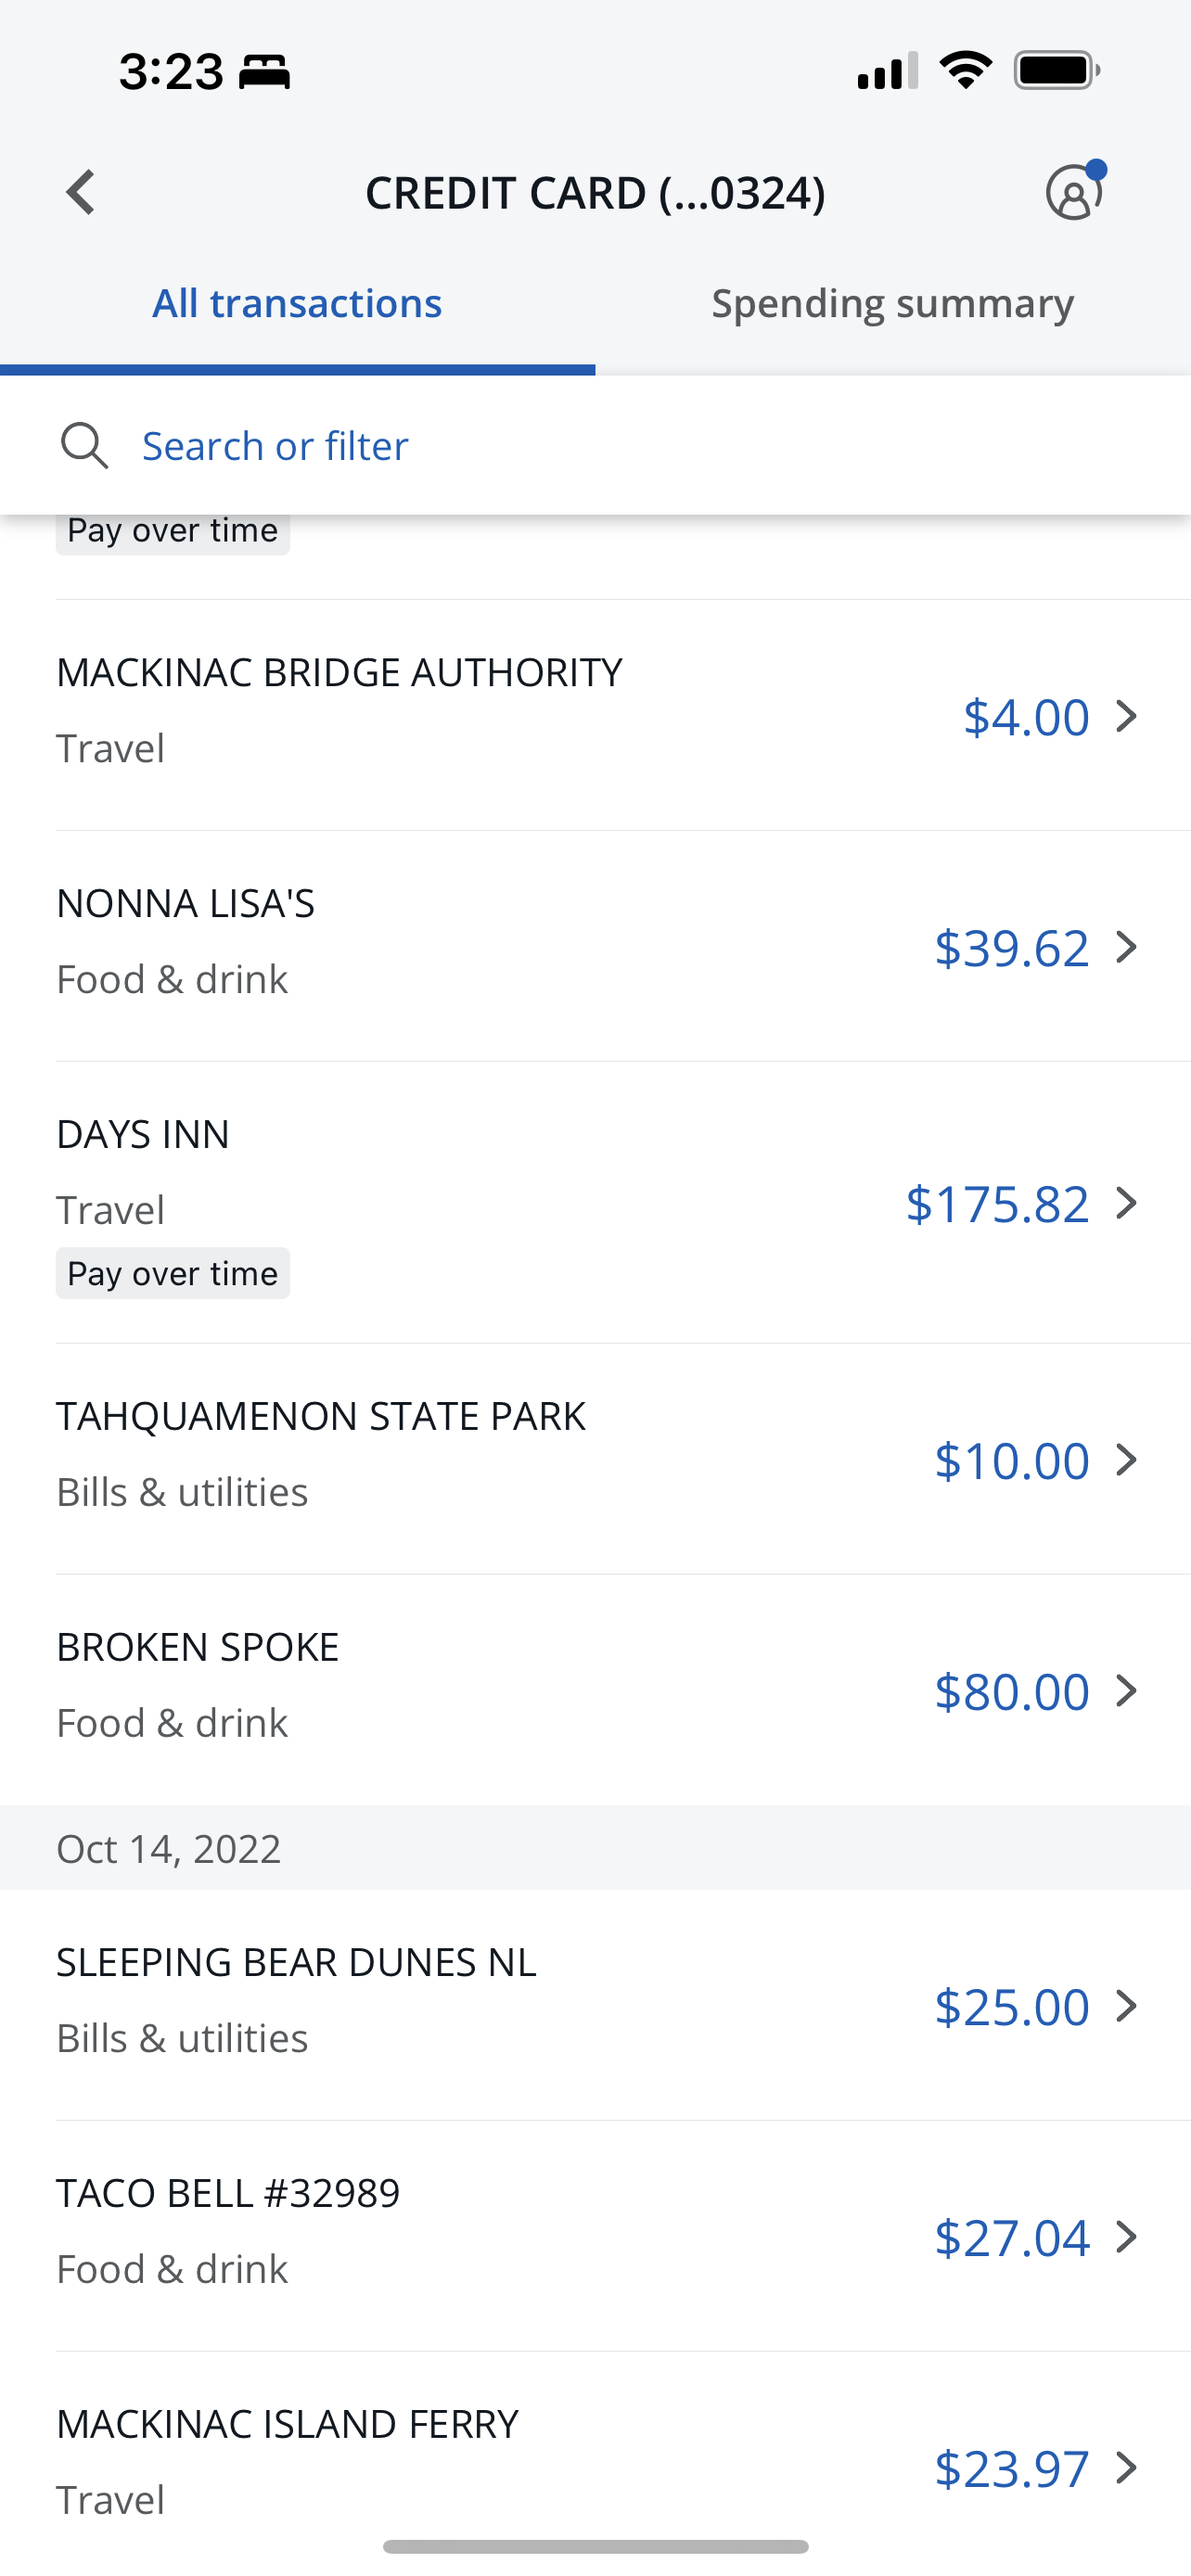 3:23
CREDIT CARD (...0324)
All transactions
Spending summary
Search or filter
Pay over time
MACKINAC BRIDGE AUTHORITY
$4.00
Travel
NONNA LISA'S
$39.62
Food & drink
DAYS INN
Travel
$175.82
Pay over time
TAHQUAMENON STATE PARK
$10.00
Bills & utilities
BROKEN SPOKE
$80.00
Food & drink
Oct 14, 2022
SLEEPING BEAR DUNES NL
$25.00
Bills & utilities
TACO BELL #32989
$27.04
Food & drink
MACKINAC ISLAND FERRY
$23.97
Travel